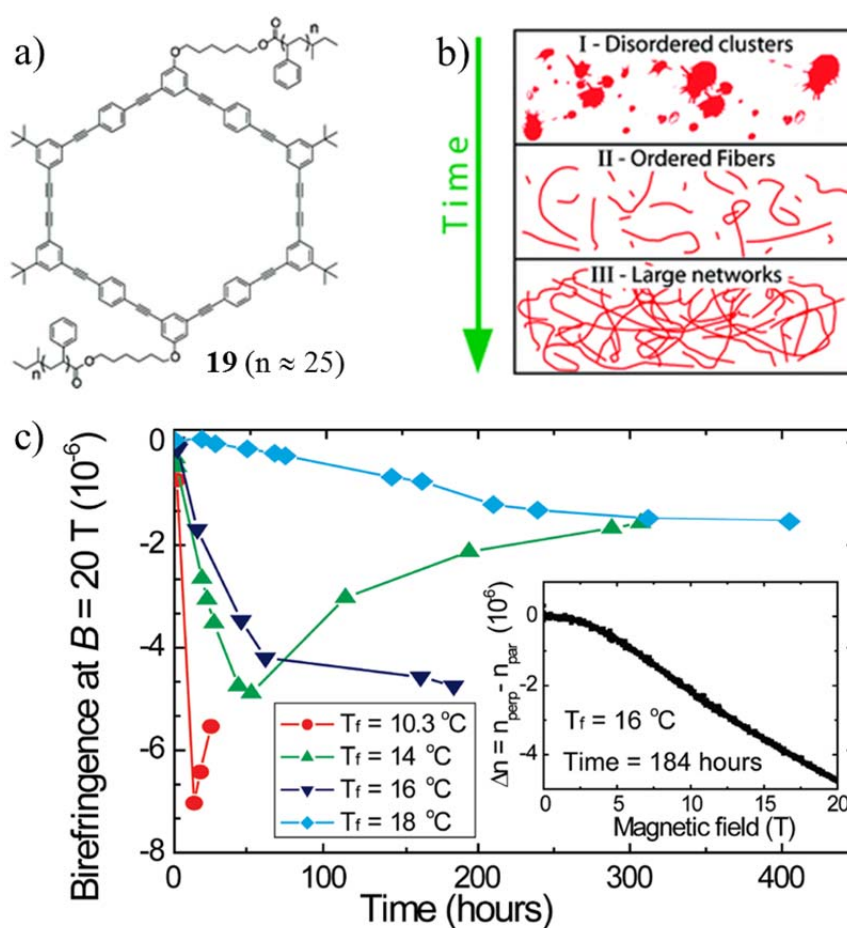 a)
O
O
O
n
n
O
O
O
19 (n ≈ 25)
b)
Time
I - Disordered clusters
II - Ordered Fibers
III - Large networks
c)
Birefringence at B = 20 T (10⁻⁶)
0
-2
-4
-6
-8
0
100
200
300
400
Time (hours)
Tf = 10.3 °C
Tf = 14 °C
Tf = 16 °C
Tf = 18 °C
Δn = nperp - npar (10⁶)
0
-2
-4
Tf = 16 °C
Time = 184 hours
0
5
10
15
20
Magnetic field (T)